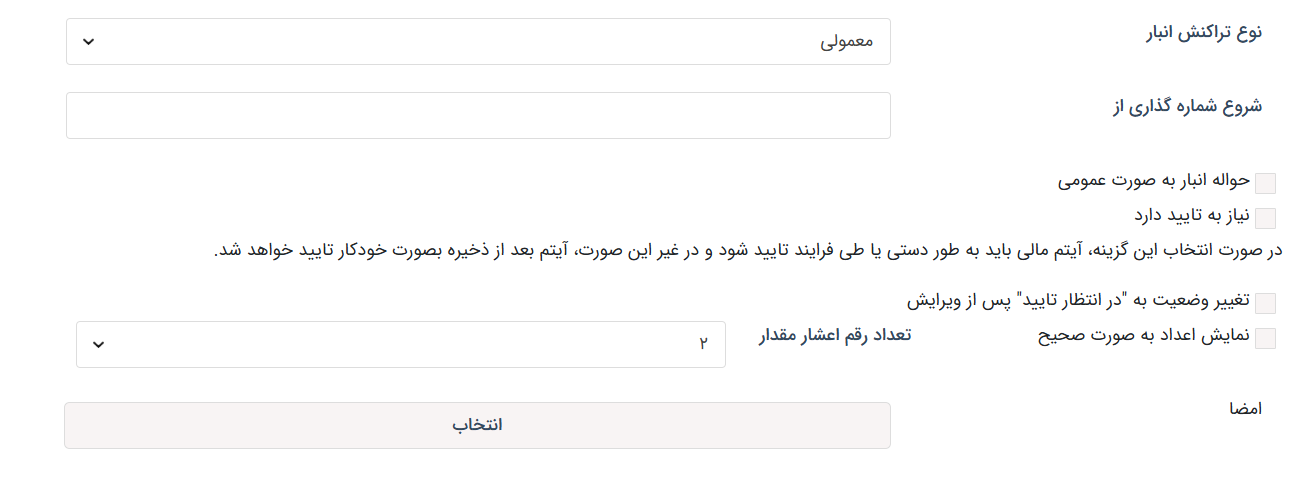 نوع تراکنش انبار
معمولی
شروع شماره گذاری از
حواله انبار به صورت عمومی
نیاز به تایید دارد
در صورت انتخاب این گزینه، آیتم مالی باید به طور دستی یا طی فرایند تایید شود و در غیر این صورت، آیتم بعد از ذخیره بصورت خودکار تایید خواهد شد.
تغییر وضعیت به "در انتظار تایید" پس از ویرایش
نمایش اعداد به صورت صحیح
تعداد رقم اعشار مقدار
۲
امضا
انتخاب